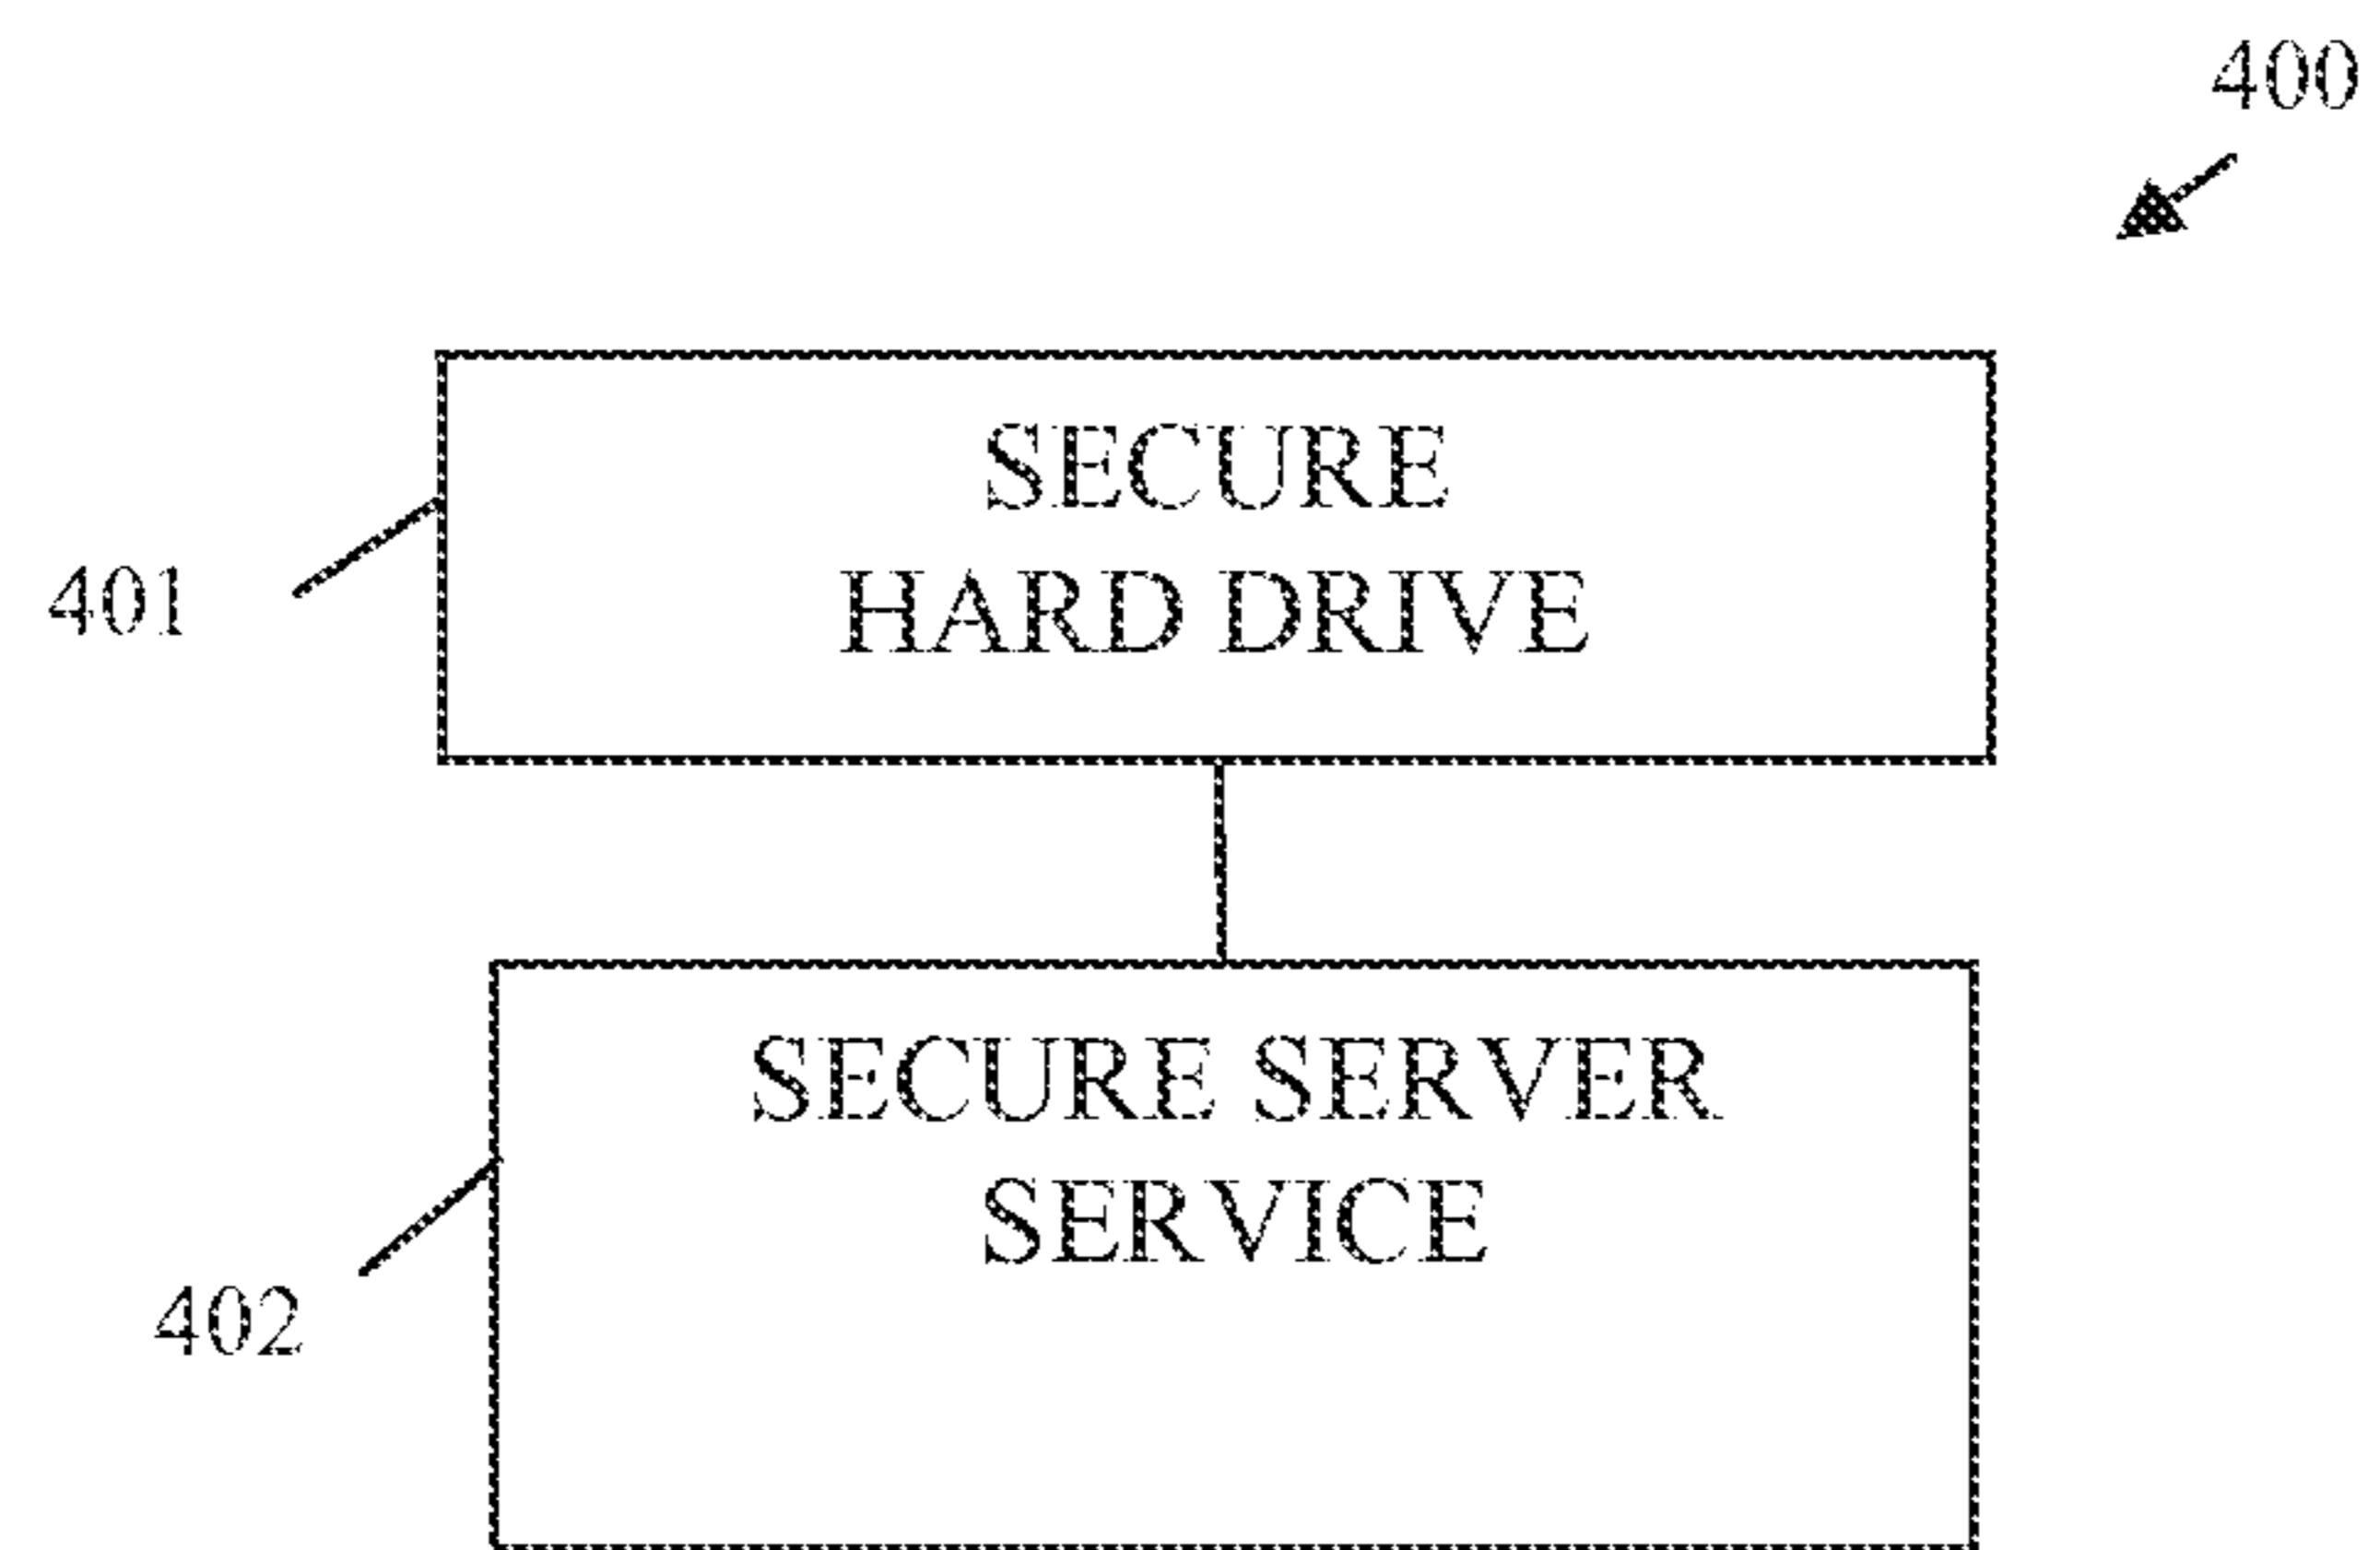 400
SECURE
HARD DRIVE
401
SECURE SERVER
SERVICE
402